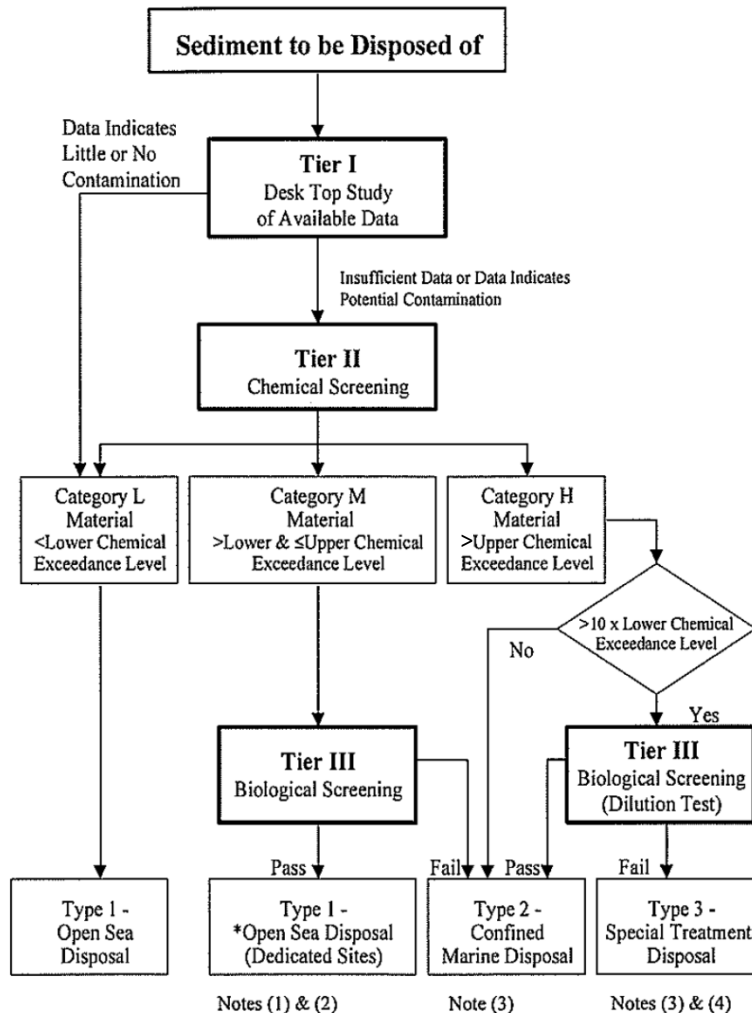 Sediment to be Disposed of
Data Indicates
Little or No
Contamination
Tier I
Desk Top Study
of Available Data
Insufficient Data or Data Indicates
Potential Contamination
Tier II
Chemical Screening
Category L
Material
<Lower Chemical
Exceedance Level
Category M
Material
>Lower & ≤Upper Chemical
Exceedance Level
Category H
Material
>Upper Chemical
Exceedance Level
>10 x Lower Chemical
Exceedance Level
No
Yes
Tier III
Biological Screening
Tier III
Biological Screening
(Dilution Test)
Pass
Fail
Pass
Fail
Type 1 -
Open Sea
Disposal
Type 1 -
*Open Sea Disposal
(Dedicated Sites)
Type 2 -
Confined
Marine Disposal
Type 3 -
Special Treatment
Disposal
Notes (1) & (2)
Note (3)
Notes (3) & (4)